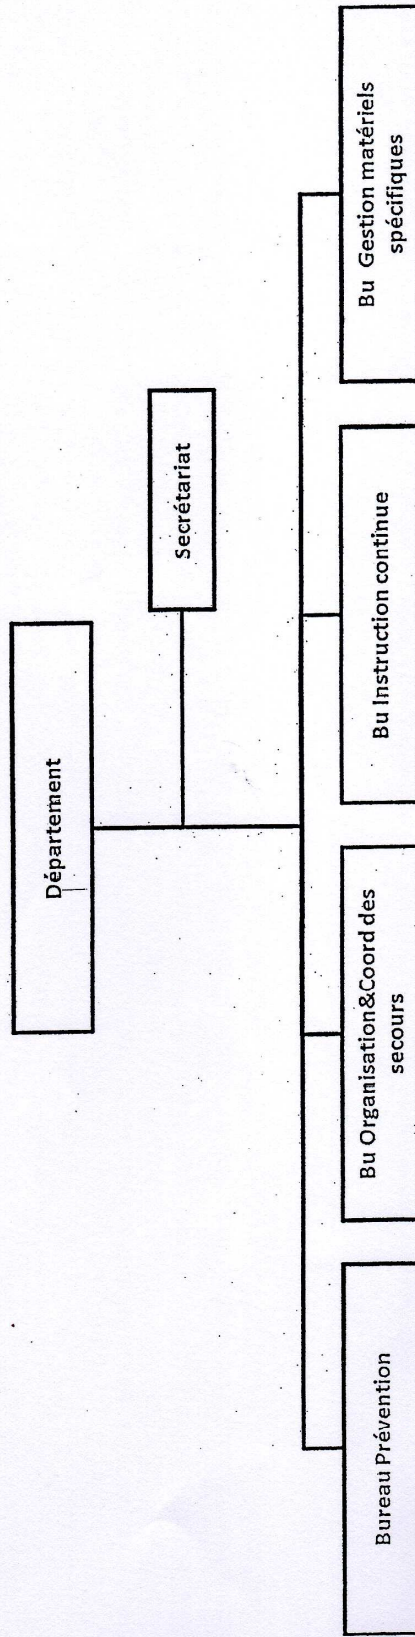 Département
Secrétariat
Bureau Prévention
Bu Organisation&Coord des
secours
Bu Instruction continue
Bu Gestion matériels
spécifiques